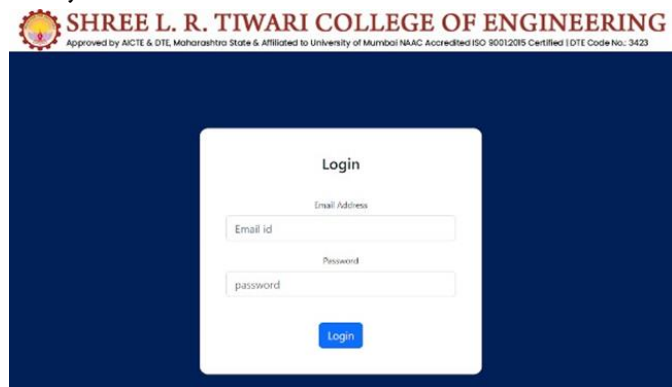 SHREE L. R. TIWARI COLLEGE OF ENGINEERING
Approved by AICTE & DTE, Maharashtra State & Affiliated to University of Mumbai NAAC Accredited ISO 9001:2015 Certified | DTE Code No.: 3423
Login
Email Address
Email id
Password
password
Login